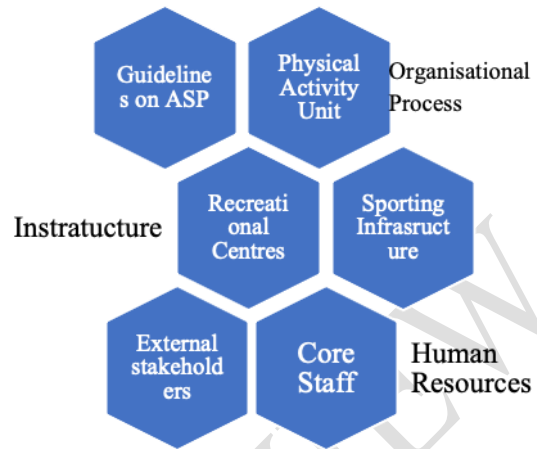 Guideline
s on ASP
Physical
Activity
Unit
Organisational
Process
Instratucture
Recreati
onal
Centres
Sporting
Infrasruct
ure
External
stakehold
ers
Core
Staff
Human
Resources